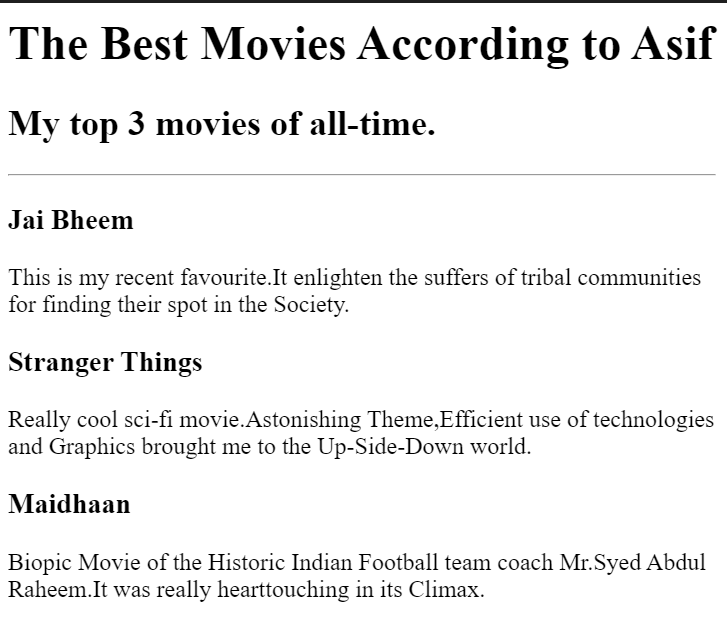 The Best Movies According to Asif
My top 3 movies of all-time.
Jai Bheem
This is my recent favourite.It enlighten the suffers of tribal communities
for finding their spot in the Society.
Stranger Things
Really cool sci-fi movie.Astonishing Theme,Efficient use of technologies
and Graphics brought me to the Up-Side-Down world.
Maidhaan
Biopic Movie of the Historic Indian Football team coach Mr.Syed Abdul
Raheem.It was really hearttouching in its Climax.